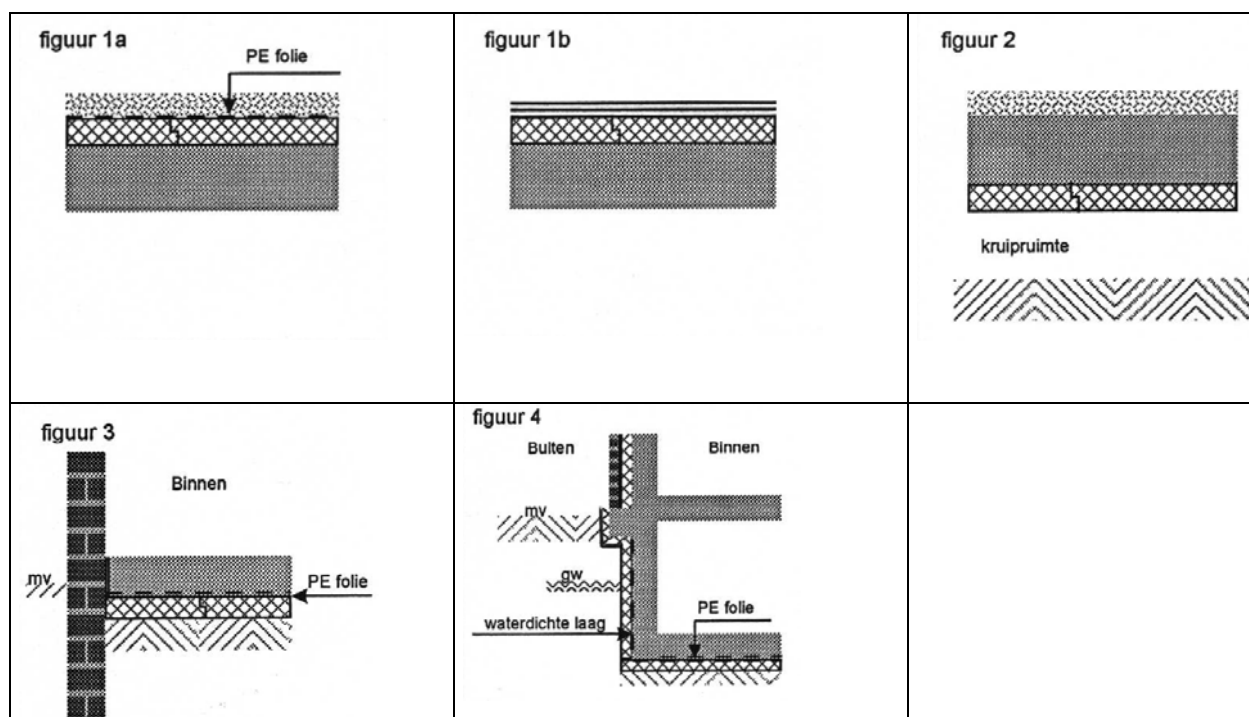 figuur 1a
PE folie
figuur 1b
figuur 2
kruipruimte
figuur 3
Binnen
mv
PE folie
figuur 4
Buiten
Binnen
mv
gw
PE folie
waterdichte laag